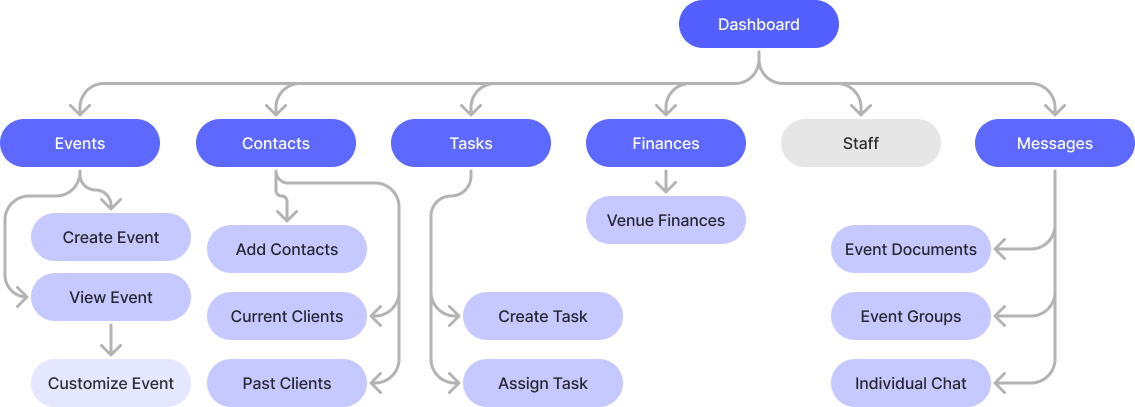 Dashboard
Events
Contacts
Tasks
Finances
Staff
Messages
Create Event
View Event
Customize Event
Add Contacts
Current Clients
Past Clients
Create Task
Assign Task
Venue Finances
Event Documents
Event Groups
Individual Chat